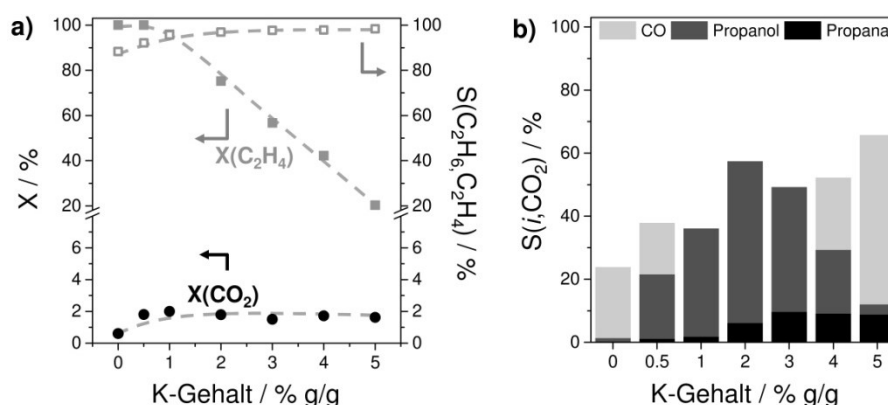 a)
100
80
60
40
20
6
4
2
0
X / %
X(C₂H₄)
X(CO₂)
100
80
60
40
20
6
4
2
0
S(C₂H₆,C₂H₄) / %
0 1 2 3 4 5
K-Gehalt / % g/g
b)
CO Propanol Propana
100
80
60
40
20
0
S(i,CO₂) / %
0 0.5 1 2 3 4 5
K-Gehalt / % g/g